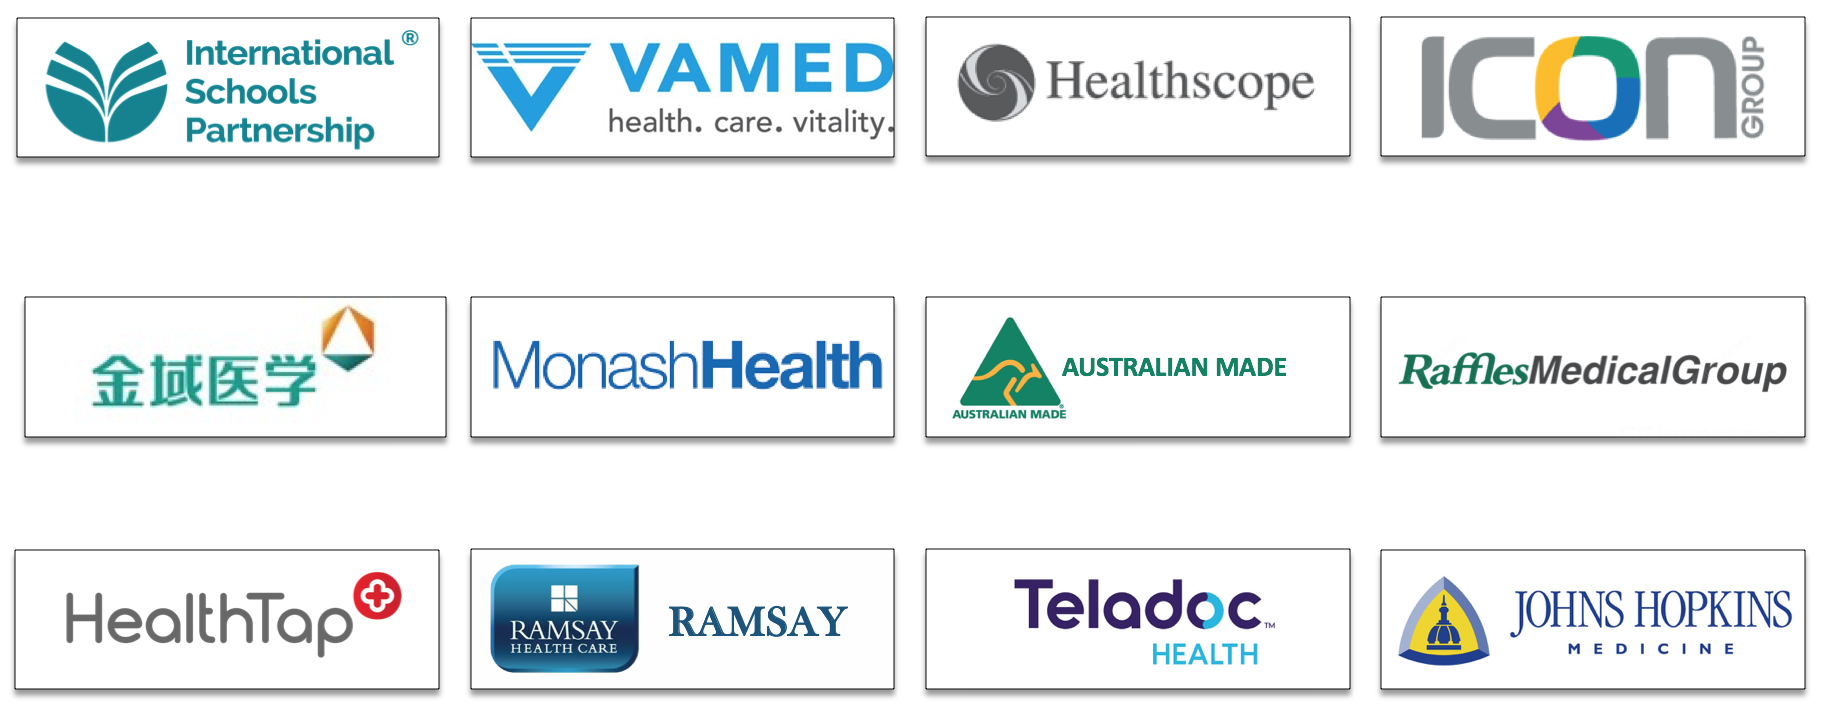 International ®
Schools
Partnership
VAMED
health. care. vitality.
Healthscope
ICON
GROUP
金域医学
MonashHealth
AUSTRALIAN MADE
AUSTRALIAN MADE
®
RafflesMedicalGroup
HealthTap
RAMSAY
HEALTH CARE
RAMSAY
Teladoc™
HEALTH
JOHNS HOPKINS
MEDICINE